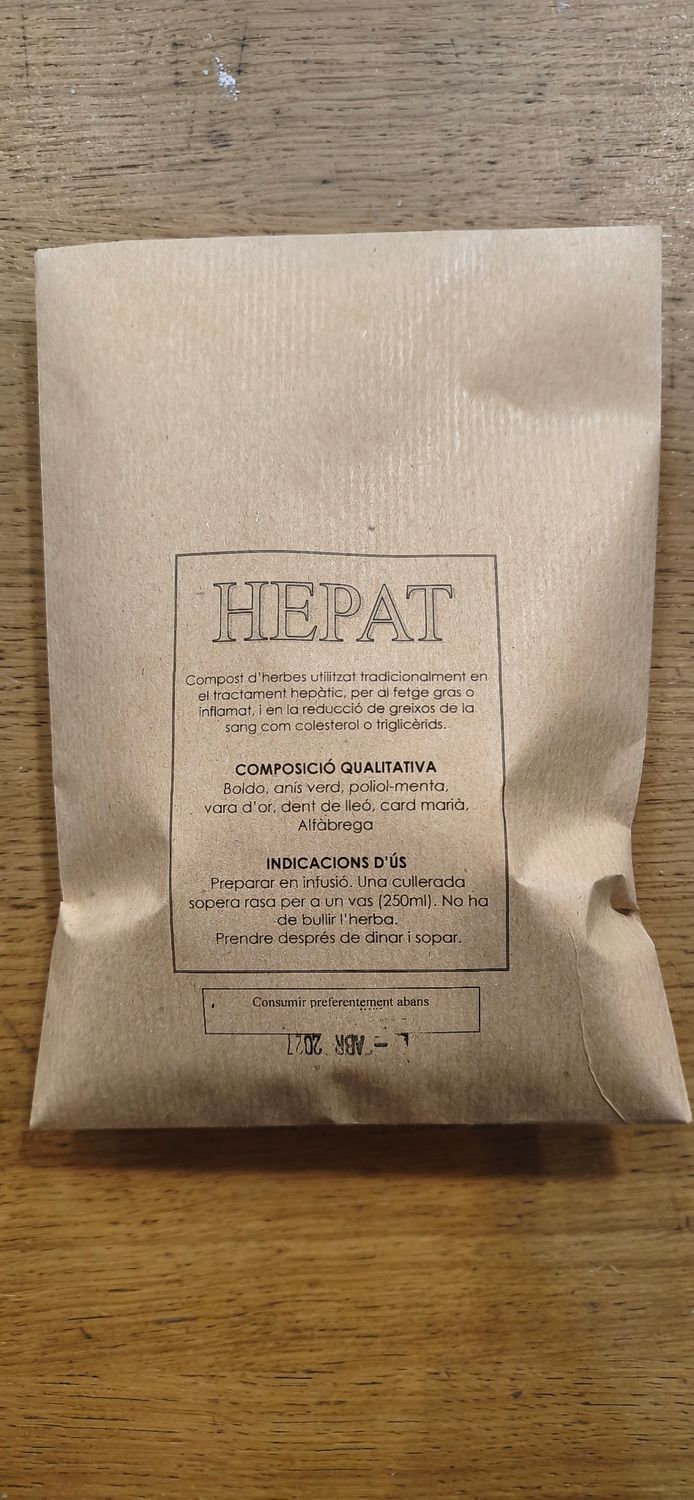 HEPAT
Compost d'herbes utilitzat tradicionalment en
el tractament hepàtic, per al fetge gras o
inflamat, i en la reducció de greixos de la
sang com colesterol o triglicèrids.
COMPOSICIÓ QUALITATIVA
Boldo, anís verd, poliol-menta,
vara d'or, dent de lleó, card marià,
Alfàbrega
INDICACIONS D'ÚS
Preparar en infusió. Una cullerada
sopera rasa per a un vas (250ml). No ha
de bullir l'herba.
Prendre després de dinar i sopar.
Consumir preferentement abans
ABR 2027